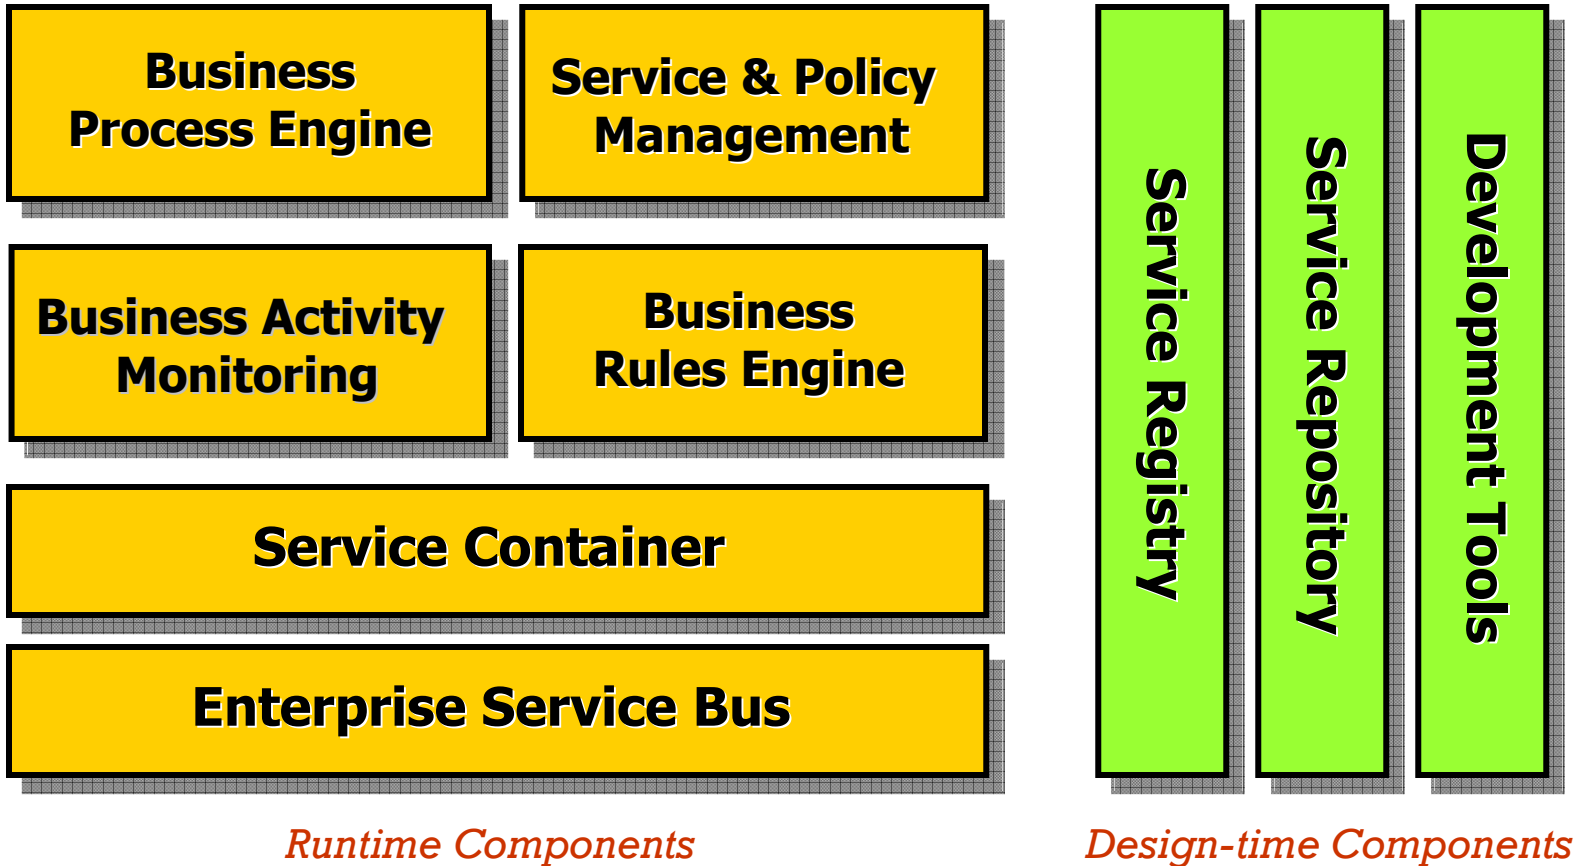 Business
Process Engine
Service & Policy
Management
Business Activity
Monitoring
Business
Rules Engine
Service Container
Enterprise Service Bus
Runtime Components
Service Registry
Service Repository
Development Tools
Design-time Components